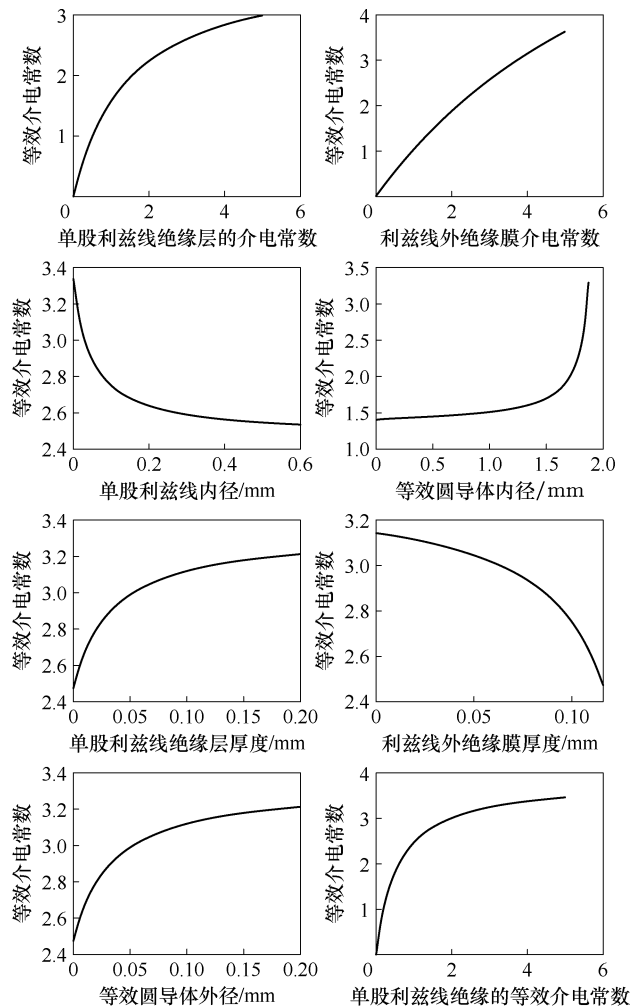 等效介电常数
3
2
1
0 2 4 6
单股利兹线绝缘层的介电常数
等效介电常数
4
3
2
1
0 2 4 6
利兹线外绝缘膜介电常数
等效介电常数
3.4
3.2
3.0
2.8
2.6
2.4
0 0.2 0.4 0.6
单股利兹线内径/mm
等效介电常数
3.5
3.0
2.5
2.0
1.5
1.0
0 0.5 1.0 1.5 2.0
等效圆导体内径/mm
等效介电常数
3.4
3.2
3.0
2.8
2.6
2.4
0 0.05 0.10 0.15 0.20
单股利兹线绝缘层厚度/mm
等效介电常数
3.2
3.0
2.8
2.6
2.4
0 0.05 0.10
利兹线外绝缘膜厚度/mm
等效介电常数
3.4
3.2
3.0
2.8
2.6
2.4
0 0.05 0.10 0.15 0.20
等效圆导体外径/mm
等效介电常数
4
3
2
1
0 2 4 6
单股利兹线绝缘的等效介电常数